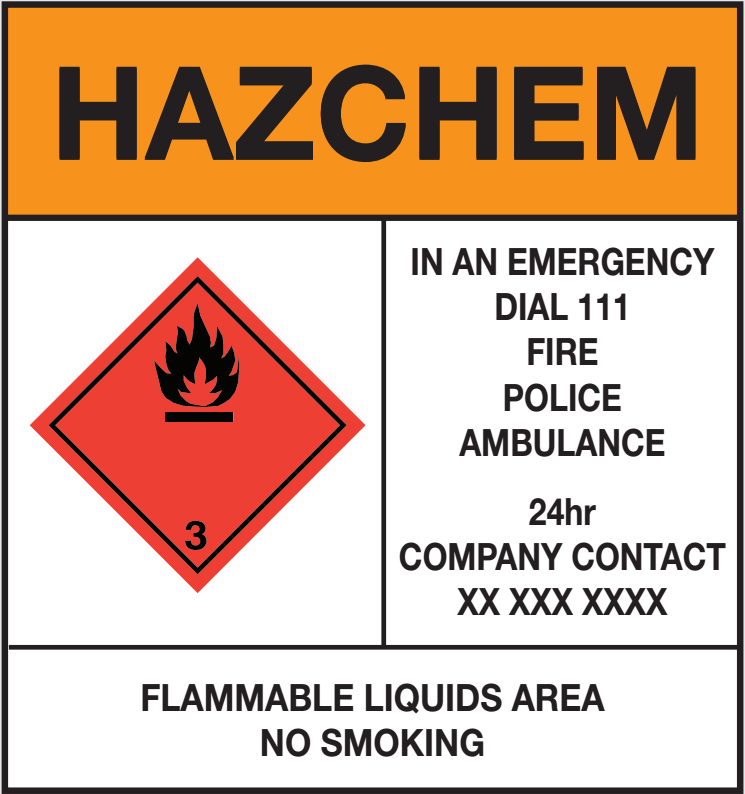 HAZCHEM
3
IN AN EMERGENCY
DIAL 111
FIRE
POLICE
AMBULANCE
24hr
COMPANY CONTACT
XX XXX XXXX
FLAMMABLE LIQUIDS AREA
NO SMOKING